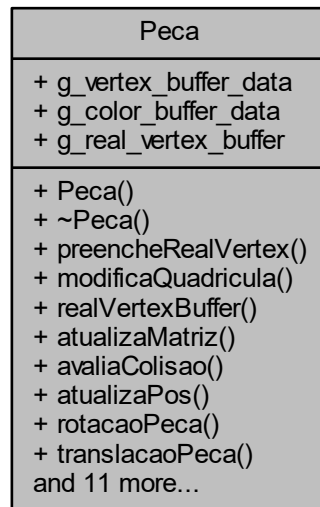 Peca
+ g_vertex_buffer_data
+ g_color_buffer_data
+ g_real_vertex_buffer
+ Peca()
+ ~Peca()
+ preencheRealVertex()
+ modificaQuadricula()
+ realVertexBuffer()
+ atualizaMatriz()
+ avaliaColisao()
+ atualizaPos()
+ rotacaoPeca()
+ translacaoPeca()
and 11 more...